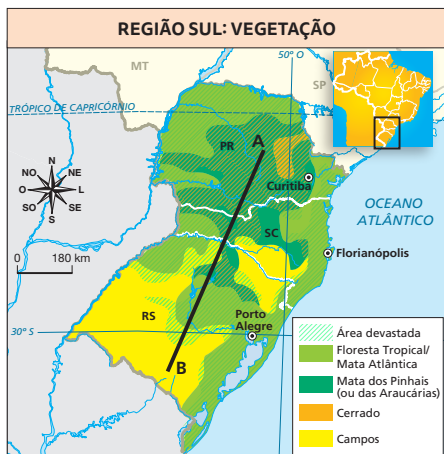 REGIÃO SUL: VEGETAÇÃO
50º O
MT
SP
TRÓPICO DE CAPRICÓRNIO
A
PR
Curitiba
N
NO
NE
O
L
SO
SE
S
OCEANO
ATLÂNTICO
SC
0
180 km
Florianópolis
RS
Porto
Alegre
30º S
B
Área devastada
Floresta Tropical/
Mata Atlântica
Mata dos Pinhais
(ou das Araucárias)
Cerrado
Campos